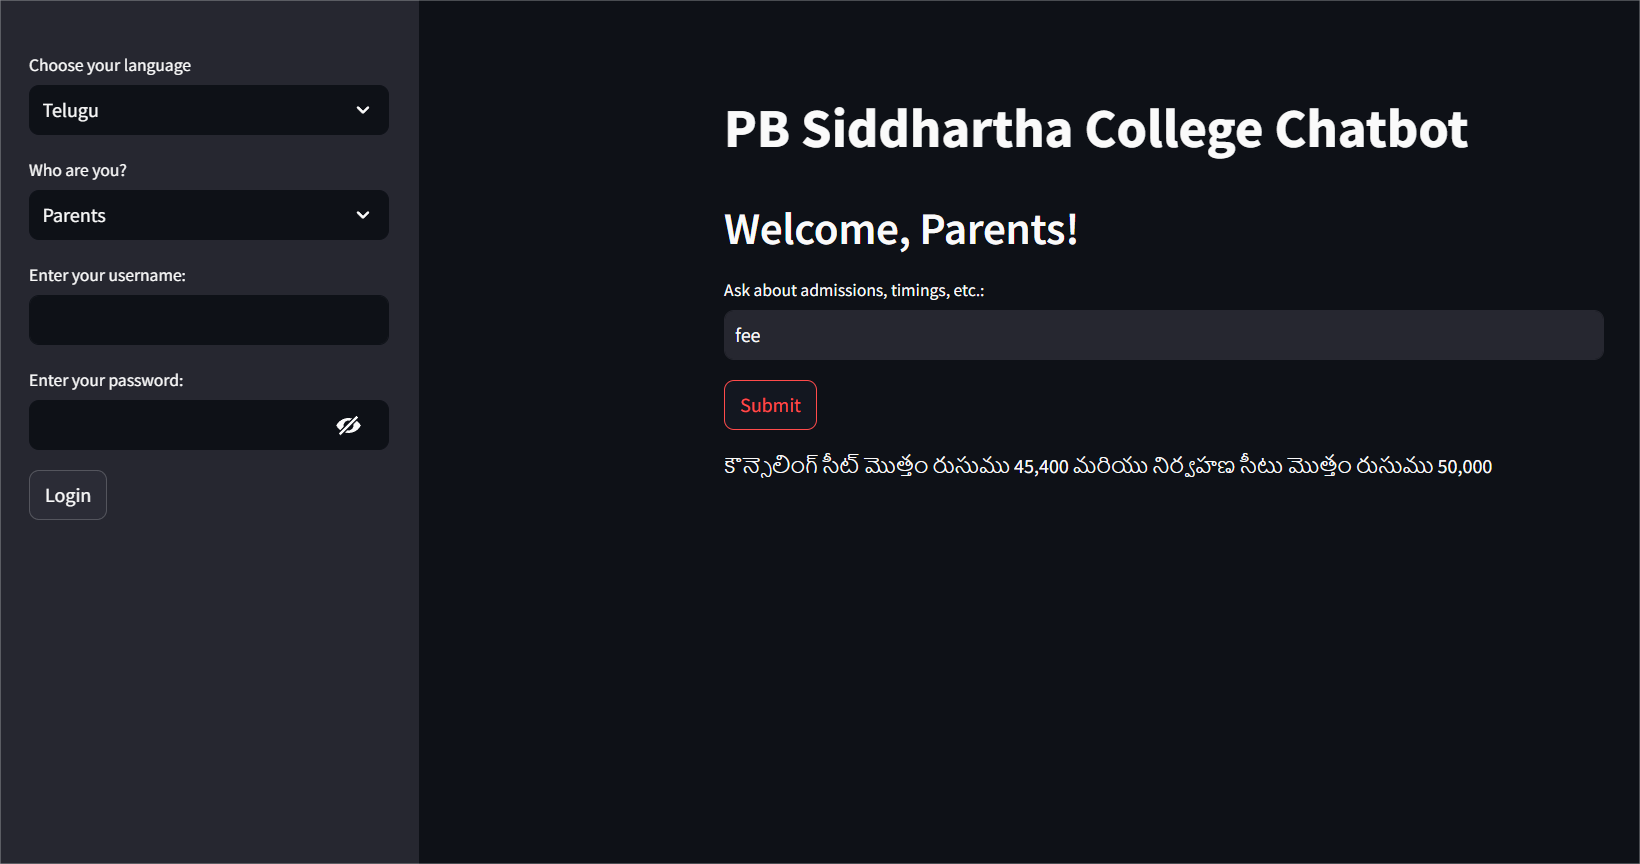 Choose your language
Telugu
Who are you?
Parents
Enter your username:
Enter your password:
Login
PB Siddhartha College Chatbot
Welcome, Parents!
Ask about admissions, timings, etc.:
fee
Submit
కౌన్సెలింగ్ సీట్ మొత్తం రుసుము 45,400 మరియు నిర్వహణ సీటు మొత్తం రుసుము 50,000